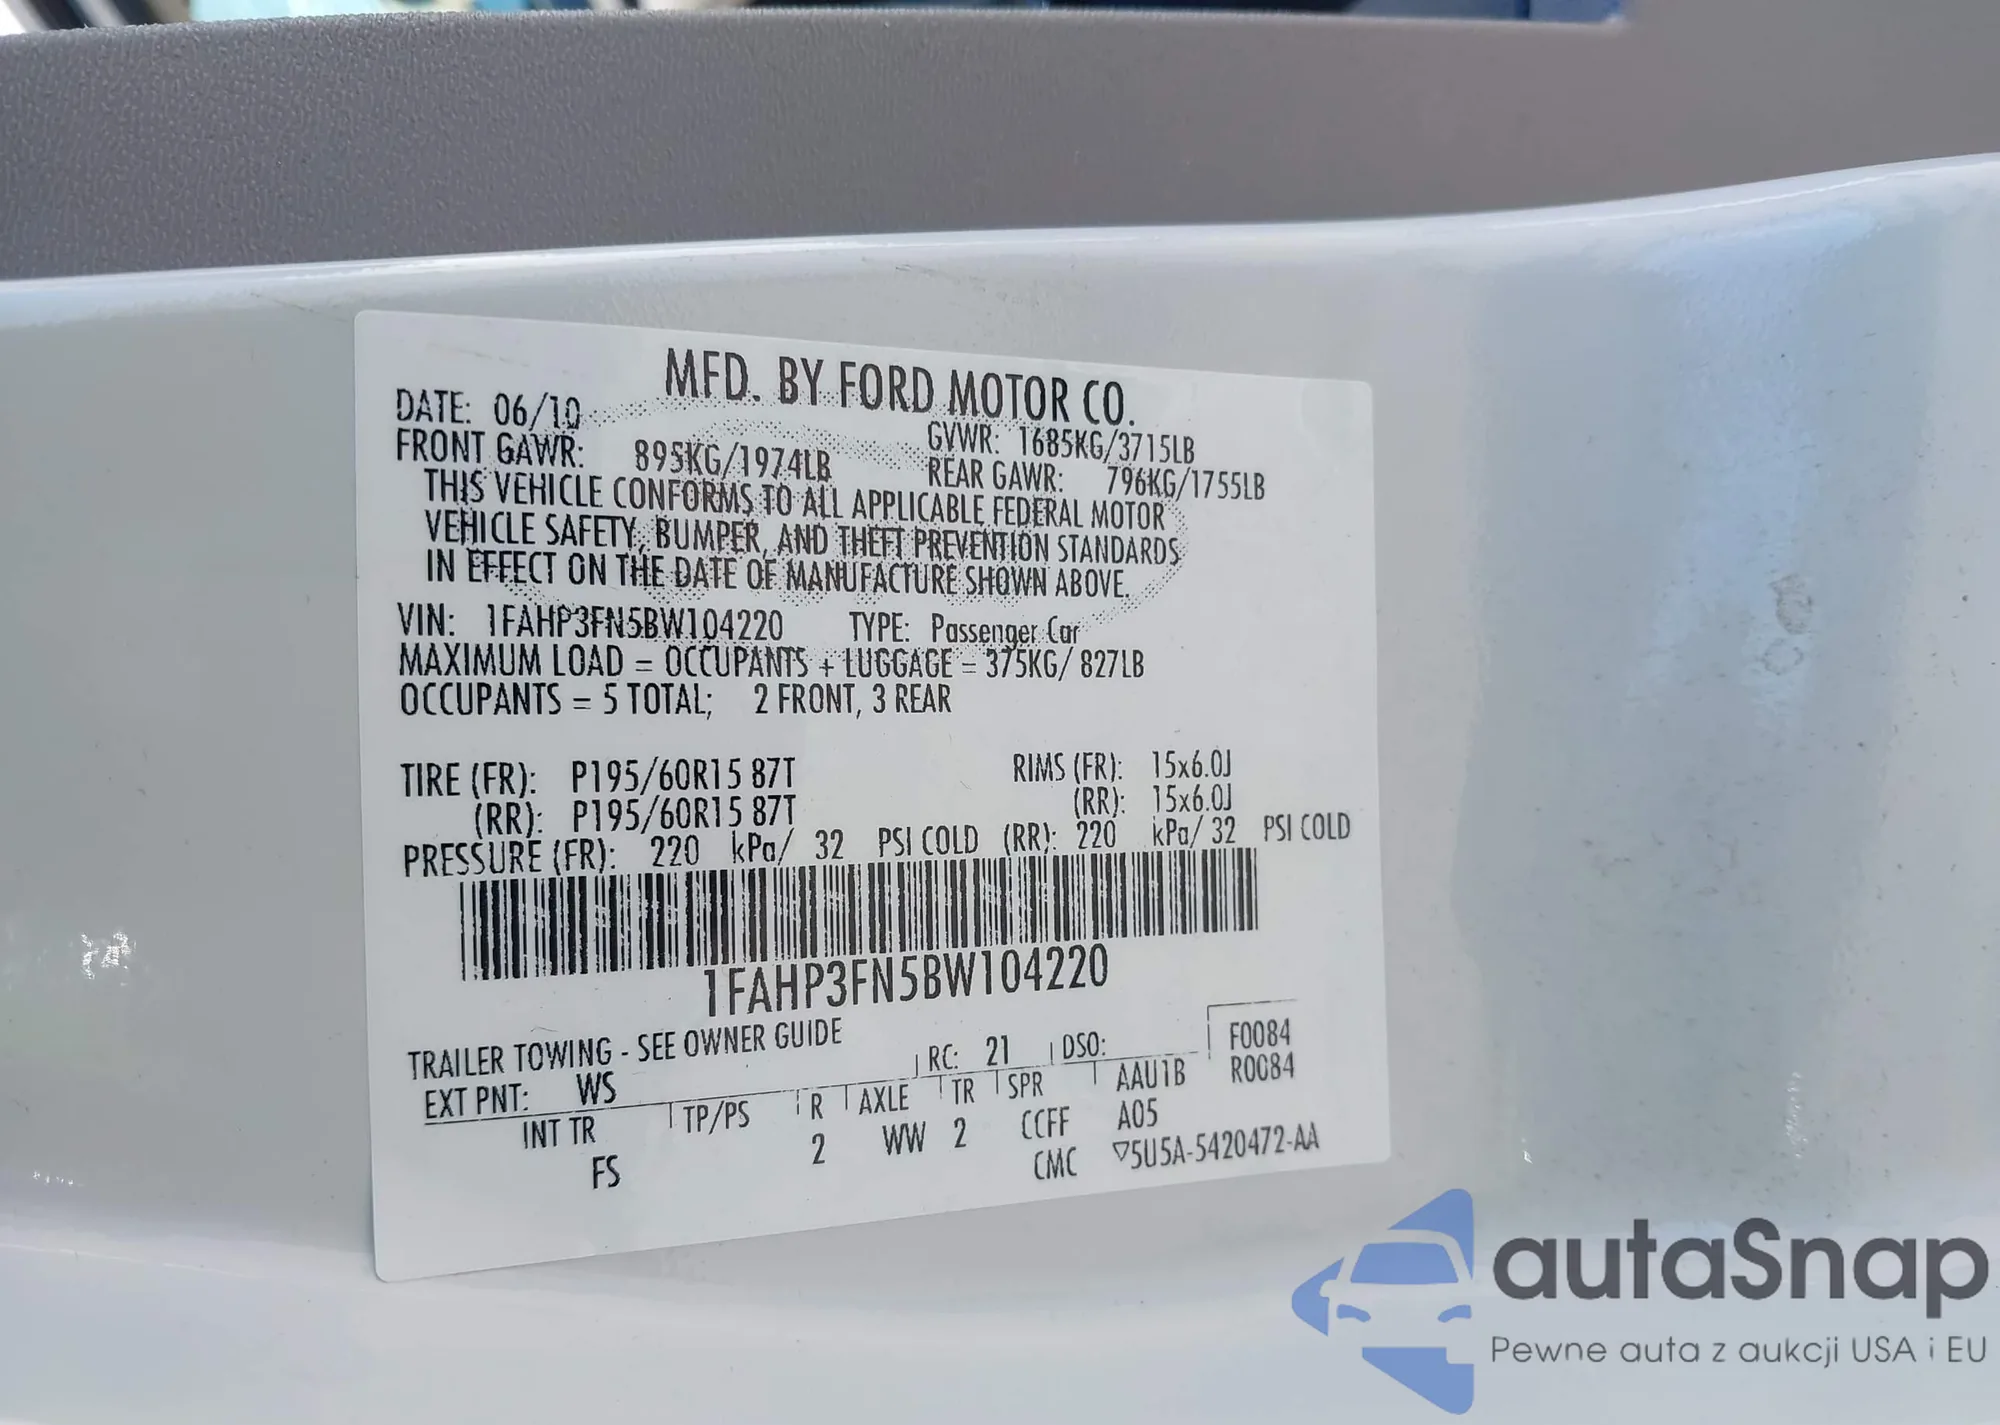 MFD. BY FORD MOTOR CO.
DATE: 06/10
GVWR: 1685KG/3715LB
FRONT GAWR: 895KG/1974LB
REAR GAWR: 796KG/1755LB
THIS VEHICLE CONFORMS TO ALL APPLICABLE FEDERAL MOTOR
VEHICLE SAFETY, BUMPER, AND THEFT PREVENTION STANDARDS
IN EFFECT ON THE DATE OF MANUFACTURE SHOWN ABOVE.
VIN: 1FAHP3FN5BW104220 TYPE: Passenger Car
MAXIMUM LOAD = OCCUPANTS + LUGGAGE = 375KG/ 827LB
OCCUPANTS = 5 TOTAL; 2 FRONT, 3 REAR
TIRE (FR): P195/60R15 87T RIMS (FR): 15x6.0J
(RR): P195/60R15 87T (RR): 15x6.0J
PRESSURE (FR): 220 kPa/ 32 PSI COLD (RR): 220 kPa/ 32 PSI COLD
1FAHP3FN5BW104220
TRAILER TOWING - SEE OWNER GUIDE
EXT PNT: WS RC: 21 DSO: F0084
INT TR TP/PS R AXLE TR SPR AAU1B R0084
FS 2 WW 2 CCFF A05
CMC ▽5U5A-5420472-AA
autaSnap
Pewne auta z aukcji USA i EU